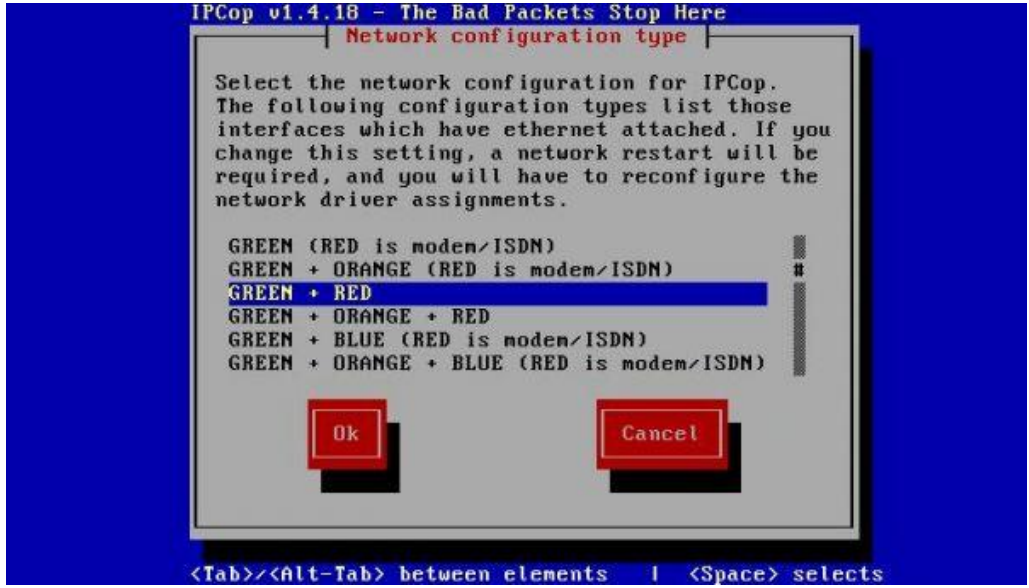 IPCop v1.4.18 - The Bad Packets Stop Here
Network configuration type
Select the network configuration for IPCop.
The following configuration types list those
interfaces which have ethernet attached. If you
change this setting, a network restart will be
required, and you will have to reconfigure the
network driver assignments.
GREEN (RED is modem/ISDN)
GREEN + ORANGE (RED is modem/ISDN)
GREEN + RED
GREEN + ORANGE + RED
GREEN + BLUE (RED is modem/ISDN)
GREEN + ORANGE + BLUE (RED is modem/ISDN)
Ok Cancel
<Tab>/<Alt-Tab> between elements | <Space> selects